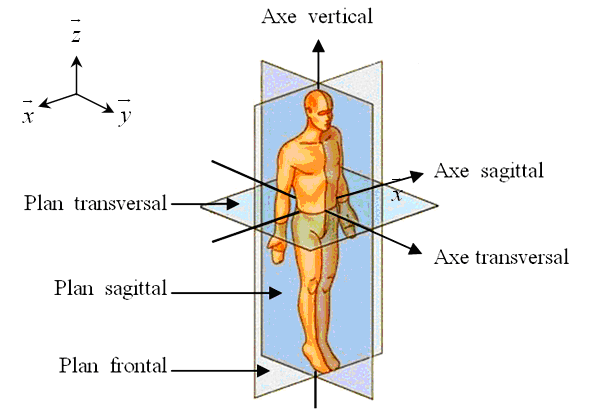 Axe vertical
z
x
y
Axe sagittal
x
Plan transversal
Axe transversal
Plan sagittal
Plan frontal